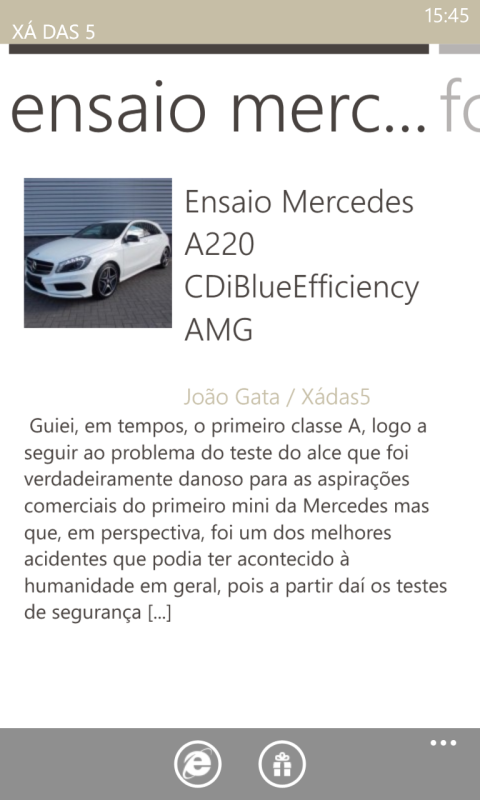 15:45
XÁ DAS 5
ensaio merc... fo
Ensaio Mercedes
A220
CDiBlueEfficiency
AMG
João Gata / Xádas5
Guiei, em tempos, o primeiro classe A, logo a
seguir ao problema do teste do alce que foi
verdadeiramente danoso para as aspirações
comerciais do primeiro mini da Mercedes mas
que, em perspectiva, foi um dos melhores
acidentes que podia ter acontecido à
humanidade em geral, pois a partir daí os testes
de segurança [...]